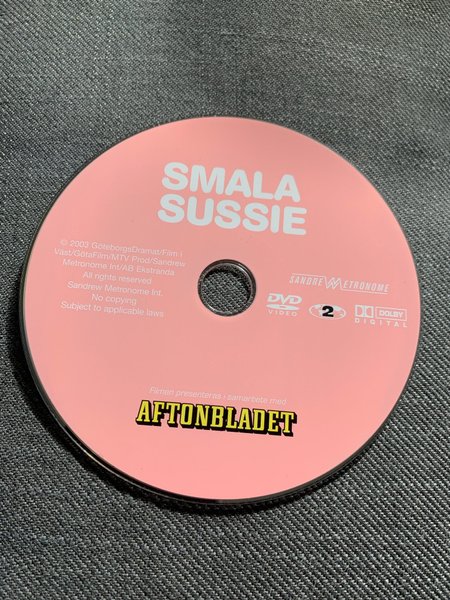 SMALA
SUSSIE
© 2003 GöteborgsDramat/Film i
Väst/GötaFilm/MTV Prod/Sandrew
Metronome Int/AB Ekstranda
All rights reserved
Sandrew Metronome Int.
No copying
Subject to applicable laws
SANDREW METRONOME
DVD
VIDEO
2
DOLBY
DIGITAL
Filmen presenteras i samarbete med
AFTONBLADET